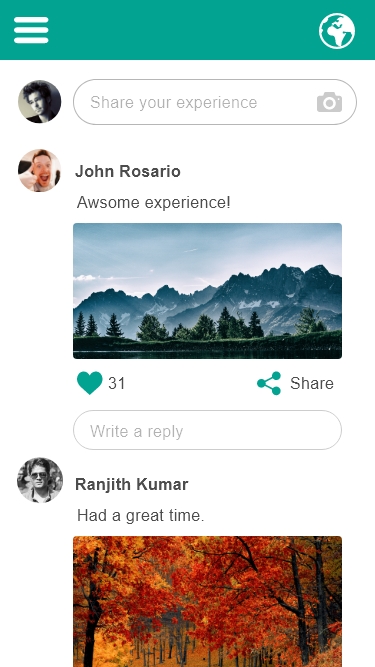 Share your experience
John Rosario
Awsome experience!
31
Share
Write a reply
Ranjith Kumar
Had a great time.